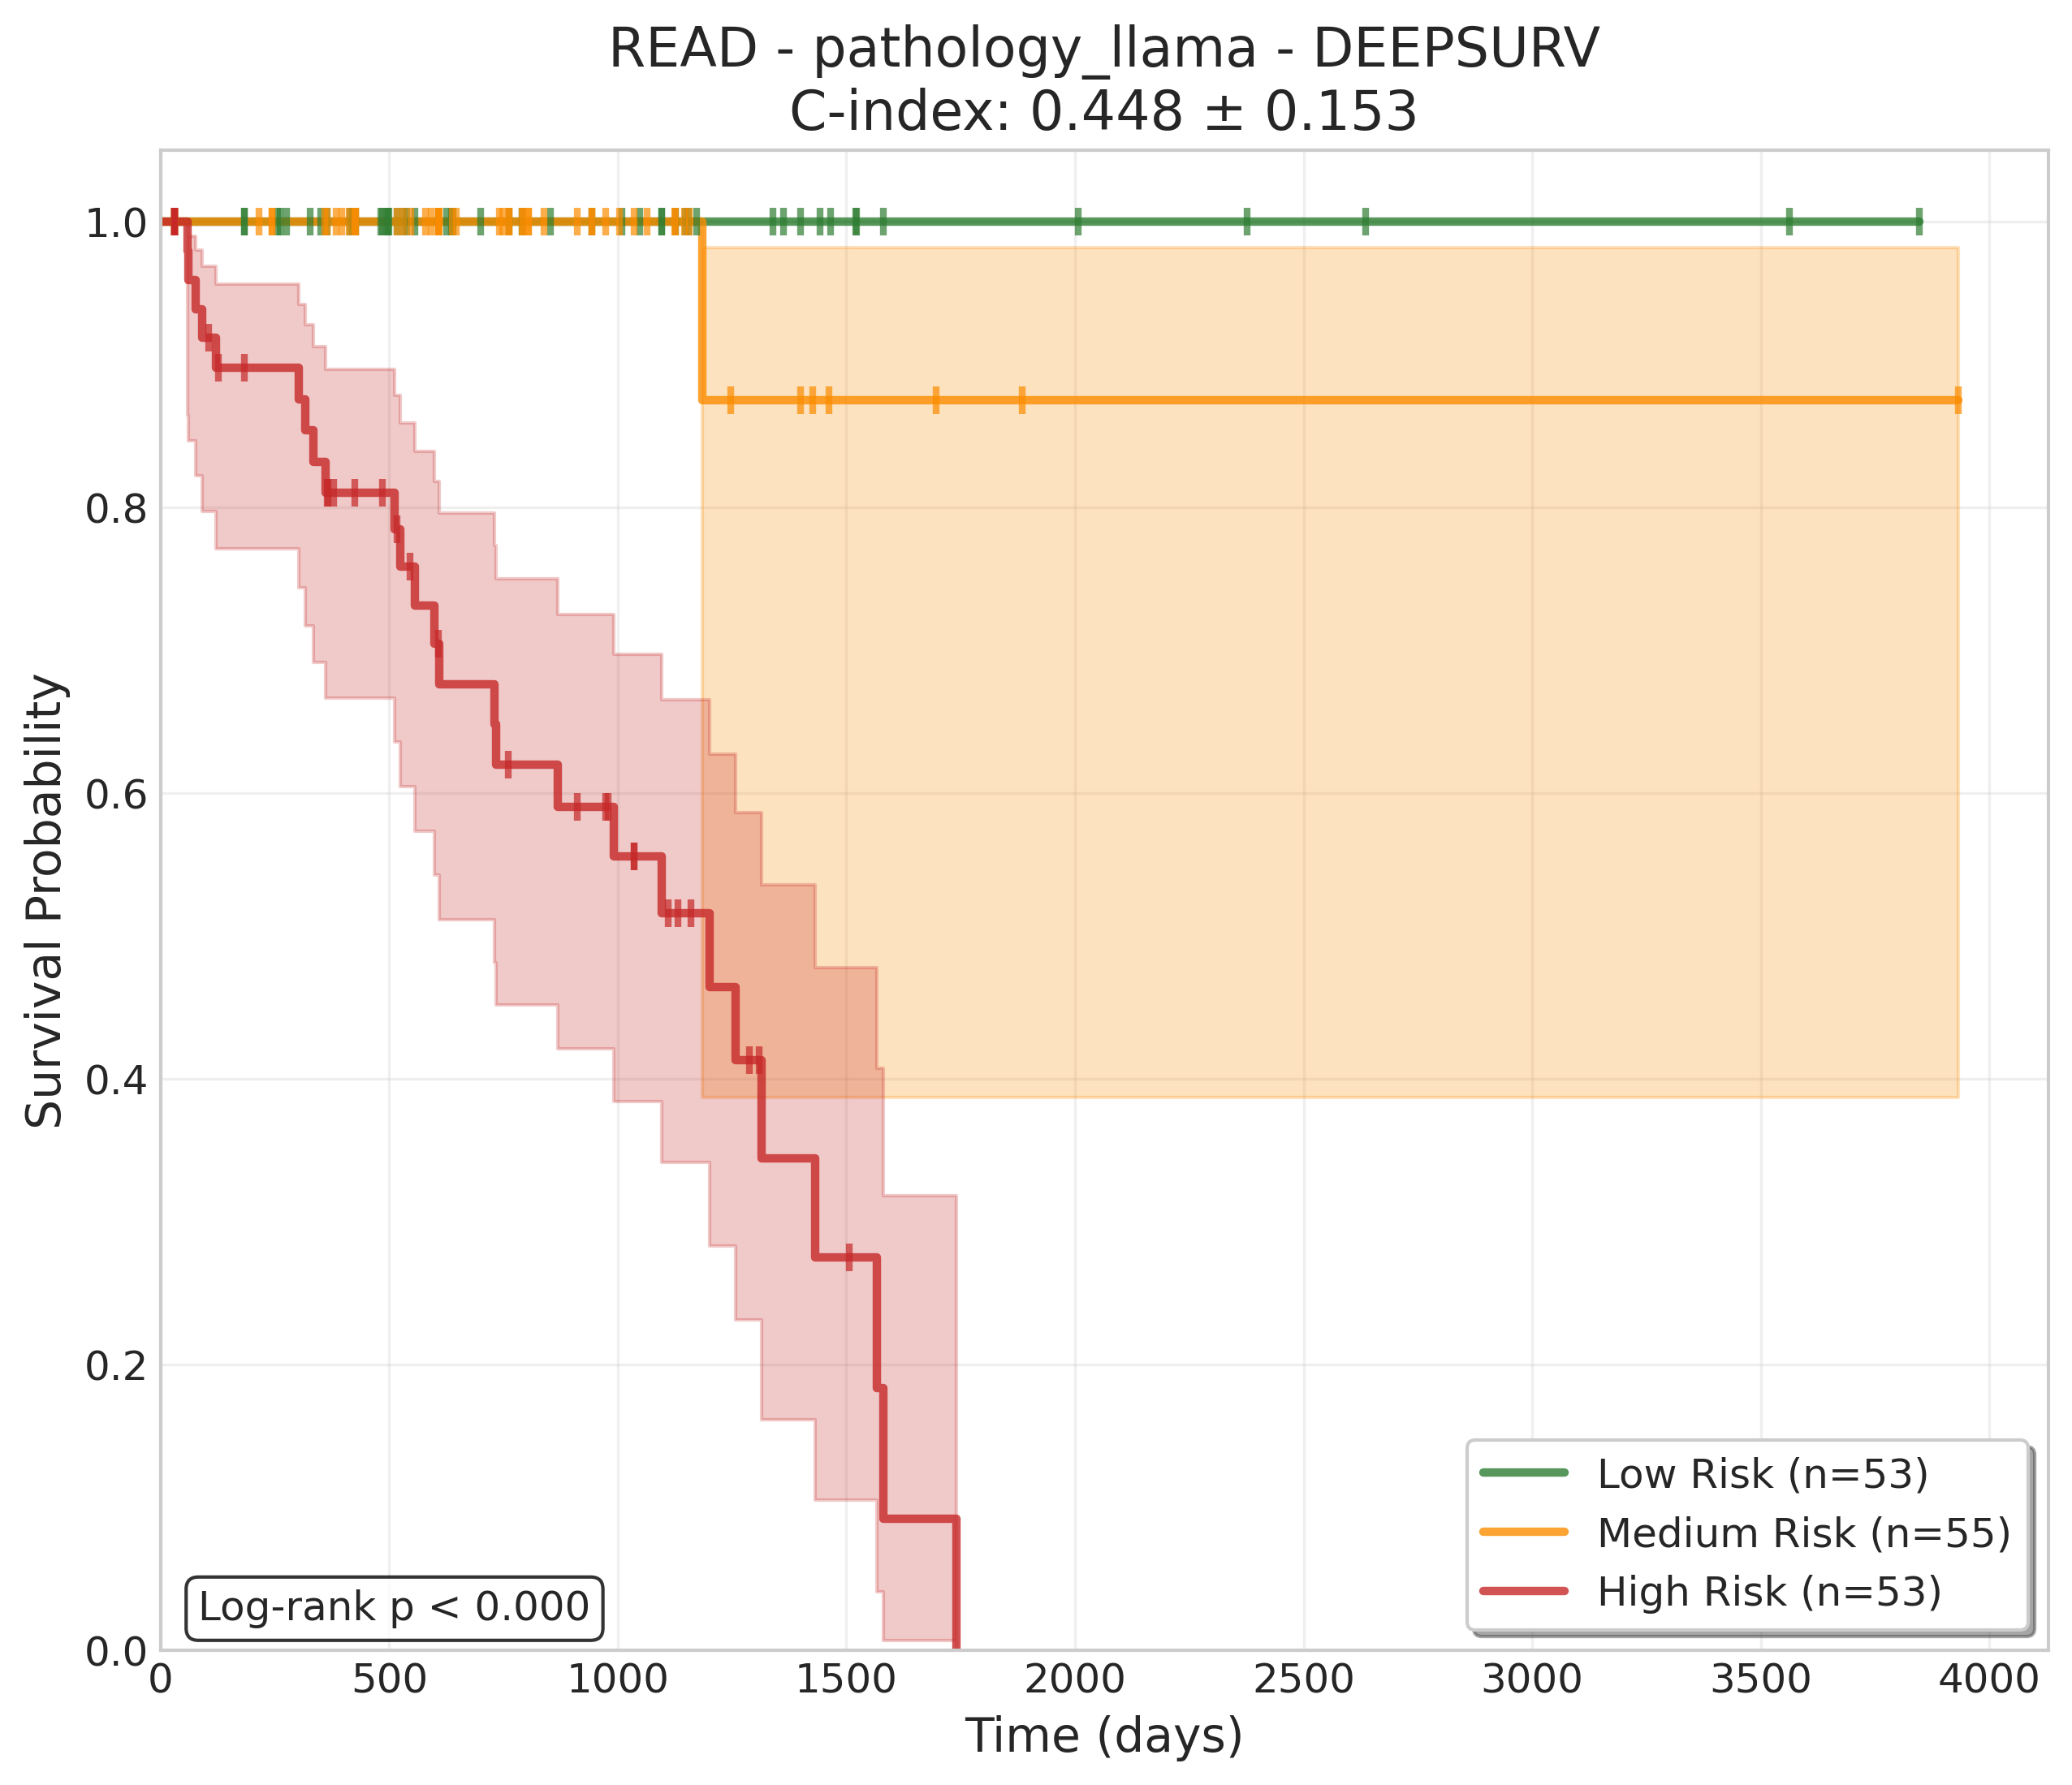 READ - pathology_llama - DEEPSURV
C-index: 0.448 ± 0.153
Survival Probability
1.0
0.8
0.6
0.4
0.2
0.0
0 500 1000 1500 2000 2500 3000 3500 4000
Time (days)
Log-rank p < 0.000
Low Risk (n=53)
Medium Risk (n=55)
High Risk (n=53)